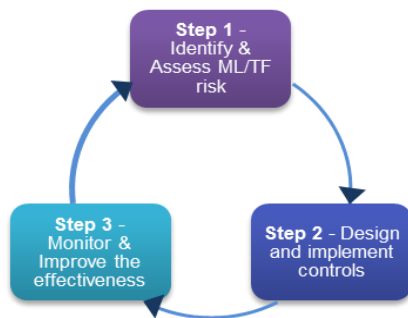 Step 1 -
Identify &
Assess ML/TF
risk
Step 2 - Design
and implement
controls
Step 3 -
Monitor &
Improve the
effectiveness